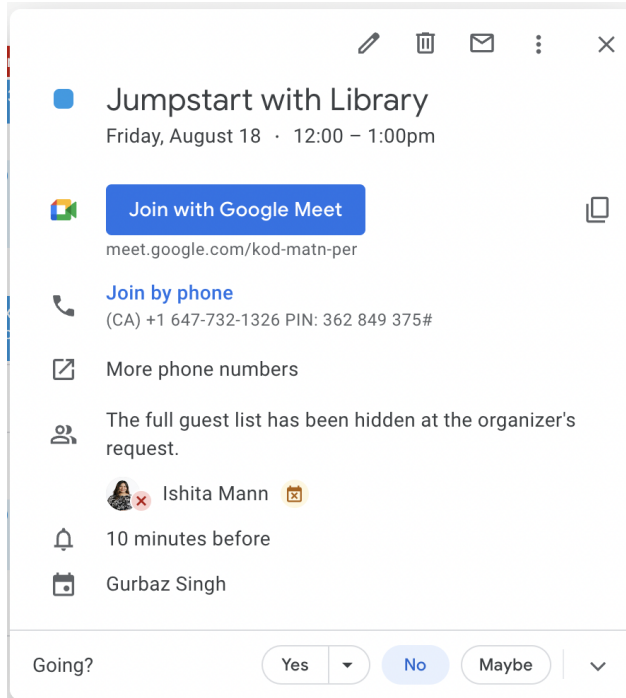 Jumpstart with Library
Friday, August 18 · 12:00 – 1:00pm
Join with Google Meet
meet.google.com/kod-matn-per
Join by phone
(CA) +1 647-732-1326 PIN: 362 849 375#
More phone numbers
The full guest list has been hidden at the organizer's
request.
Ishita Mann
10 minutes before
Gurbaz Singh
Going?
Yes
No
Maybe